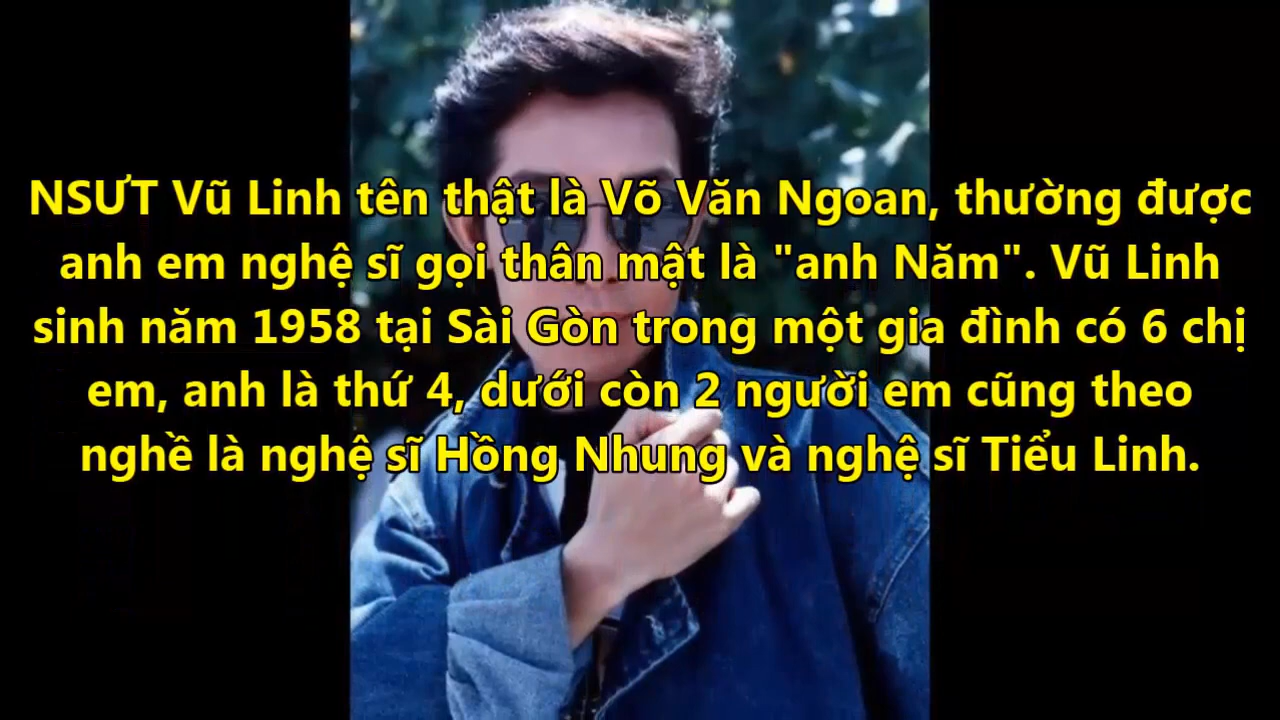 NSƯT Vũ Linh tên thật là Võ Văn Ngoan, thường được
anh em nghệ sĩ gọi thân mật là "anh Năm". Vũ Linh
sinh năm 1958 tại Sài Gòn trong một gia đình có 6 chị
em, anh là thứ 4, dưới còn 2 người em cũng theo
nghề là nghệ sĩ Hồng Nhung và nghệ sĩ Tiểu Linh.